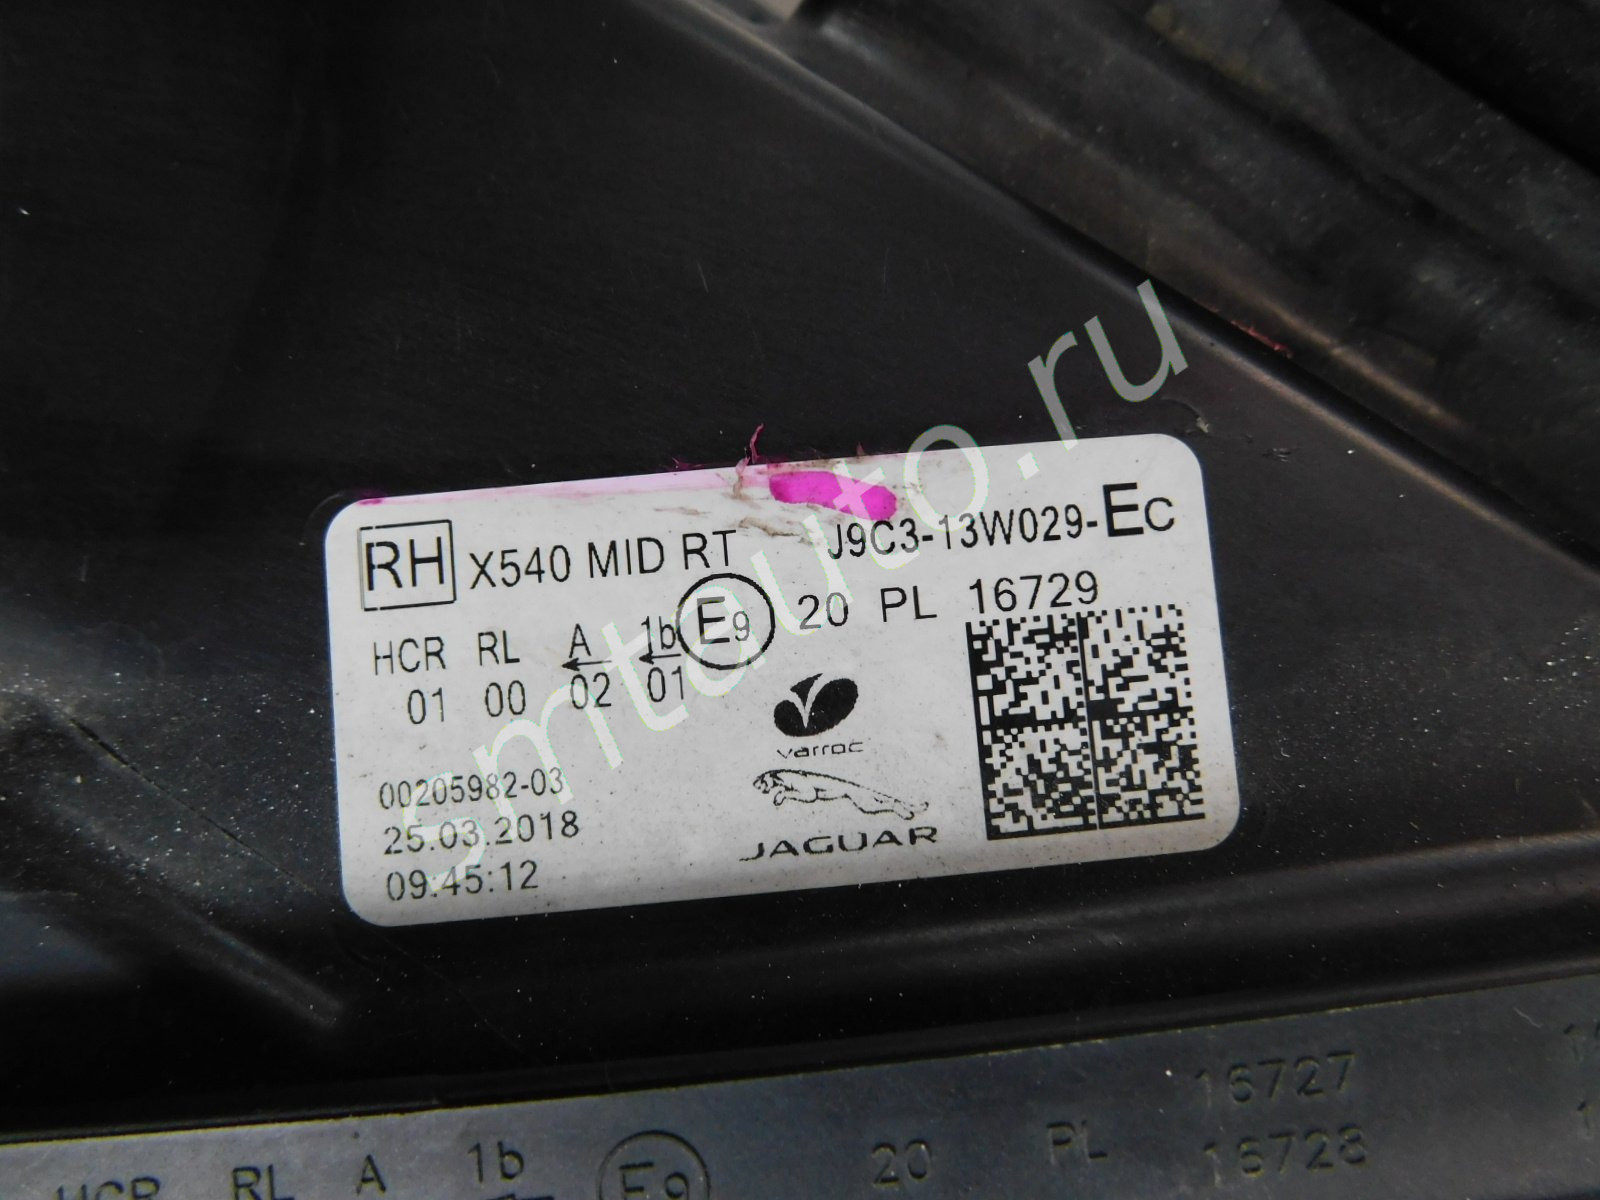 RH X540 MID RT J9C3-13W029-EC
HCR RL A 1b E9 20 PL 16729
01 00 02 01
varroc
00205982-03
25.03.2018
JAGUAR
09:45:12
smtauto.ru
16727
HCR RL A 1b E9 20 PL 16728